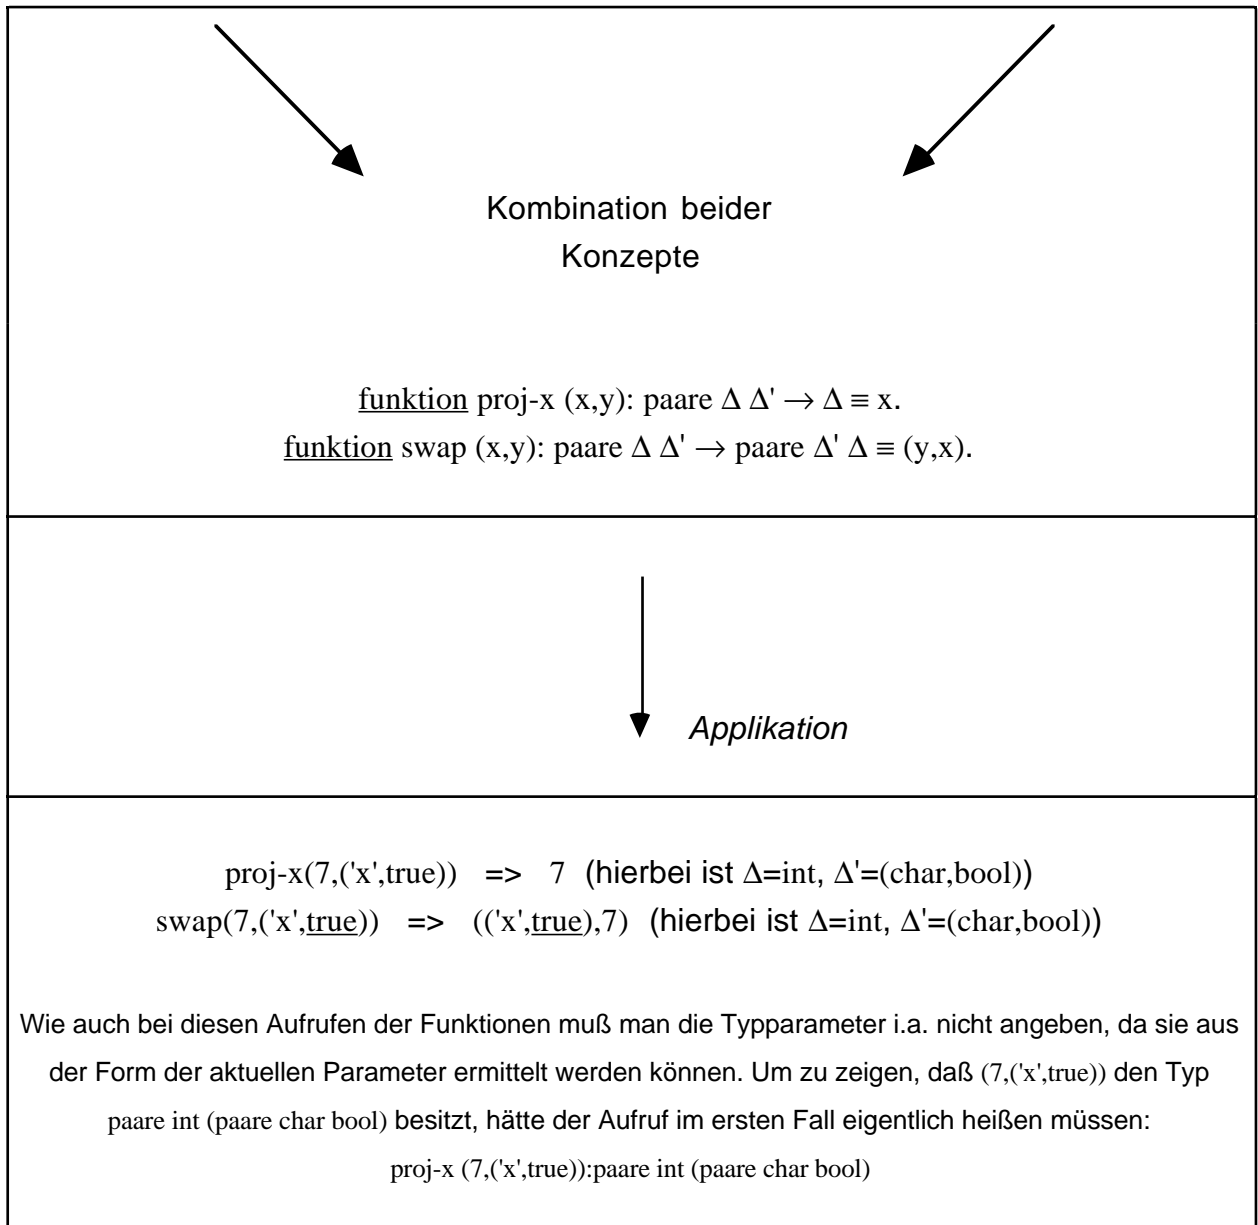 Kombination beider
Konzepte
funktion proj-x (x,y): paare Δ Δ' → Δ ≡ x.
funktion swap (x,y): paare Δ Δ' → paare Δ' Δ ≡ (y,x).
Applikation
proj-x(7,('x',true)) => 7 (hierbei ist Δ=int, Δ'=(char,bool))
swap(7,('x',true)) => (('x',true),7) (hierbei ist Δ=int, Δ'=(char,bool))
Wie auch bei diesen Aufrufen der Funktionen muß man die Typparameter i.a. nicht angeben, da sie aus
der Form der aktuellen Parameter ermittelt werden können. Um zu zeigen, daß (7,('x',true)) den Typ
paare int (paare char bool) besitzt, hätte der Aufruf im ersten Fall eigentlich heißen müssen:
proj-x (7,('x',true)):paare int (paare char bool)